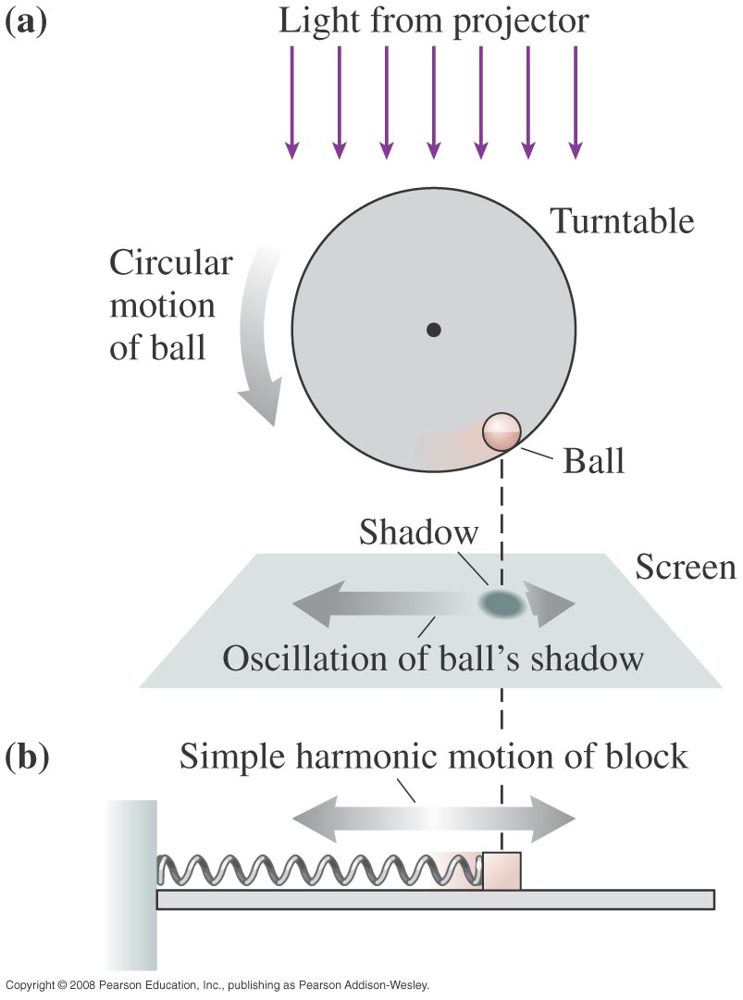 (a)
Light from projector
Turntable
Circular
motion
of ball
Ball
Shadow
Screen
Oscillation of ball’s shadow
(b)
Simple harmonic motion of block
Copyright © 2008 Pearson Education, Inc., publishing as Pearson Addison-Wesley.